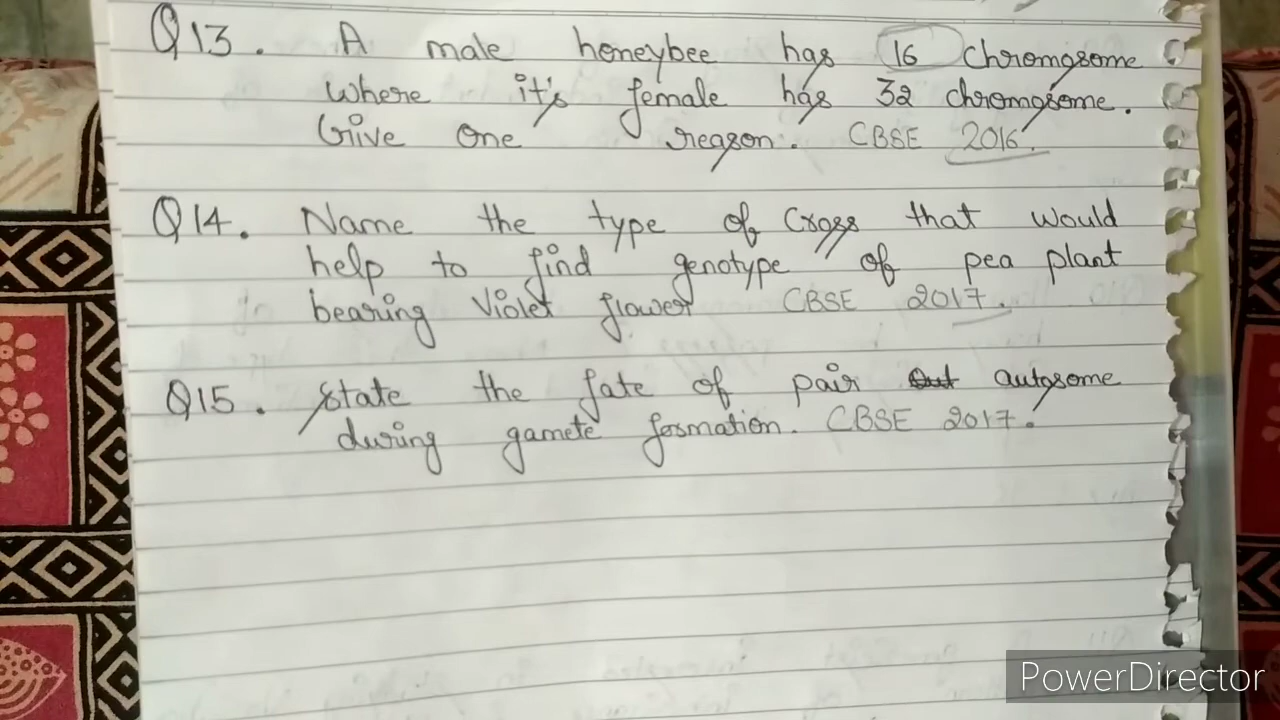 Q13. A male honeybee has 16 chromosome
where it's female has 32 chromosome.
Give one reason. CBSE 2016.
Q14. Name the type of cross that would
help to find genotype of pea plant
bearing violet flower CBSE 2017.
Q15. State the fate of pair out autosome
during gamete formation. CBSE 2017.
PowerDirector